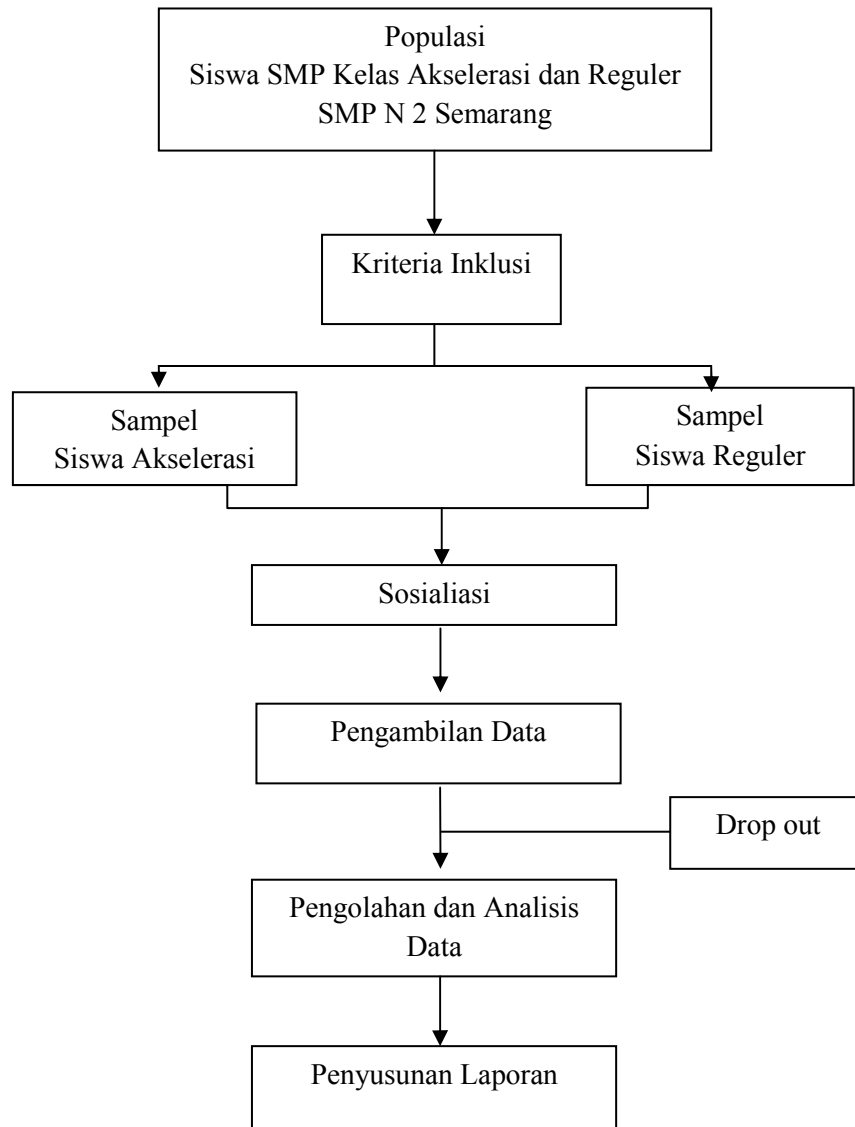 Populasi
Siswa SMP Kelas Akselerasi dan Reguler
SMP N 2 Semarang
Kriteria Inklusi
Sampel
Siswa Akselerasi
Sampel
Siswa Reguler
Sosialiasi
Pengambilan Data
Drop out
Pengolahan dan Analisis
Data
Penyusunan Laporan